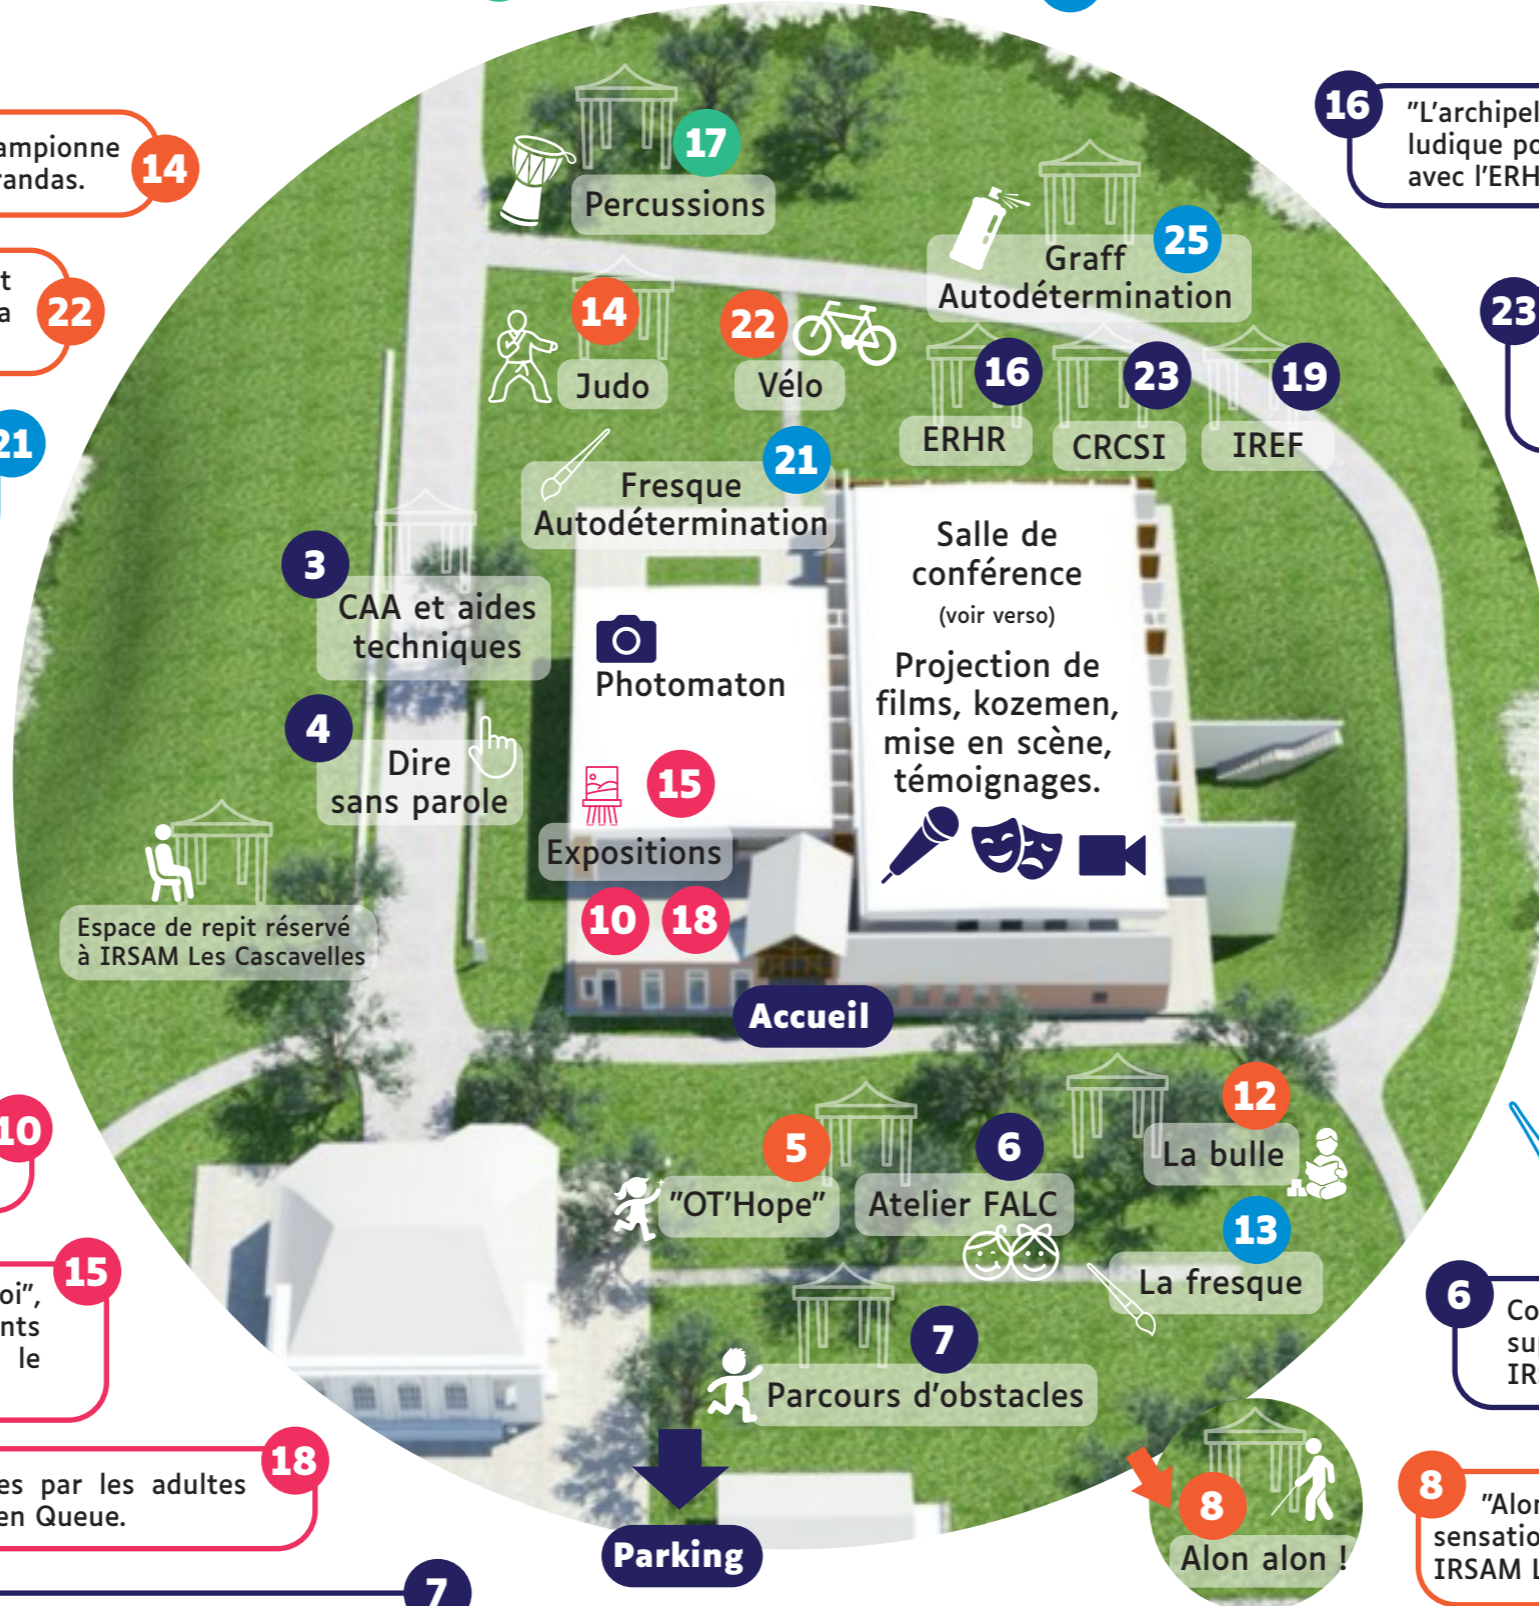 17
Percussions
14
ampionne
randas.
16
"L'archipel
ludique po
avec l'ERH
25
Graff
Autodétermination
22
t
a
14
Judo
22
Vélo
16
ERHR
23
CRCSI
19
IREF
23
21
21
Fresque
Autodétermination
3
CAA et aides
techniques
Salle de
conférence
(voir verso)
Projection de
films, kozemen,
mise en scène,
témoignages.
Photomaton
4
Dire
sans parole
15
Expositions
10
18
Espace de repit réservé
à IRSAM Les Cascavelles
Accueil
10
5
"OT'Hope"
6
Atelier FALC
12
La bulle
13
La fresque
15
oi",
nts
le
7
Parcours d'obstacles
6
Co
su
IR
18
es par les adultes
en Queue.
Parking
8
Alon alon !
8
"Alon
sensatio
IRSAM L
7